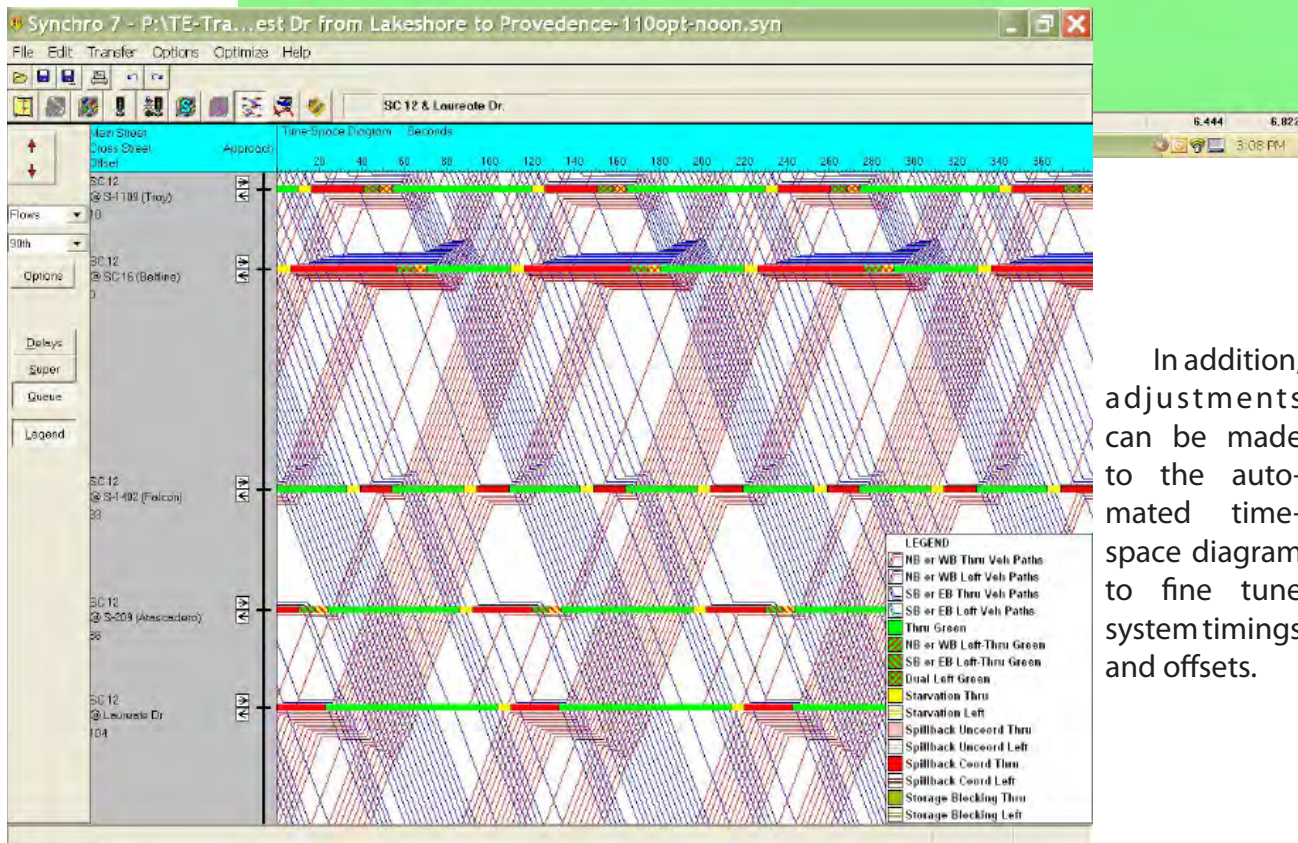 Synchro 7 - P:\TE-Tra...est Dr from Lakeshore to Provedence-110opt-noon.syn
File Edit Transfer Options Optimize Help
SC 12 & Laureate Dr.
Main Street
Cross Street
Offset
Approach
Time-Space Diagram Seconds
20 40 60 80 100 120 140 160 180 200 220 240 260 280 300 320 340 360
SC 12
@ S-1109 (Troy)
10
SC 12
@ SC 16 (Beltline)
0
SC 12
@ S-1402 (Falcon)
SC 12
@ S-209 (Atascadero)
SC 12
@ Laureate Dr
104
Flows
90th
Options
Delays
Super
Queue
Legend
LEGEND
NB or WB Thru Veh Paths
NB or WB Left Veh Paths
SB or EB Thru Veh Paths
SB or EB Left Veh Paths
Thru Green
NB or WB Left-Thru Green
SB or EB Left-Thru Green
Dual Left Green
Starvation Thru
Starvation Left
Spillback Uncoord Thru
Spillback Uncoord Left
Spillback Coord Thru
Spillback Coord Left
Storage Blocking Thru
Storage Blocking Left
6.444 6.822
3:08 PM
In addition,
adjustments
can be made
to the auto-
mated time-
space diagram
to fine tune
system timings
and offsets.